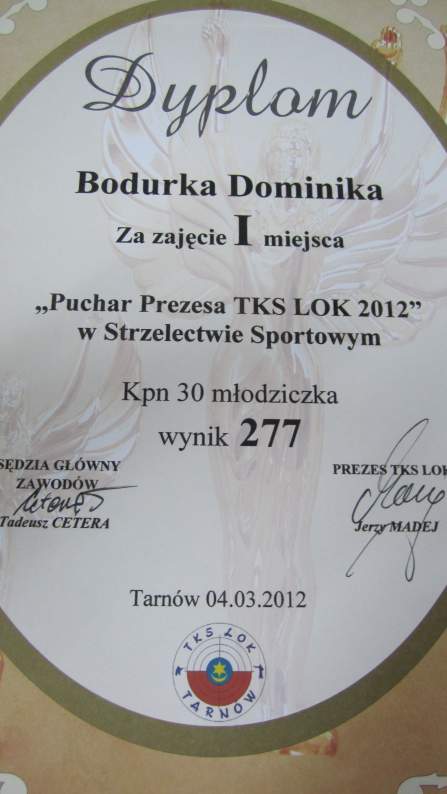 Dyplom
Bodurka Dominika
Za zajęcie I miejsca
„Puchar Prezesa TKS LOK 2012”
w Strzelectwie Sportowym
Kpn 30 młodziczka
wynik 277
SĘDZIA GŁÓWNY
ZAWODÓW
Tadeusz CETERA
PREZES TKS LOK
Jerzy MADEJ
Tarnów 04.03.2012
TKS LOK
TARNÓW